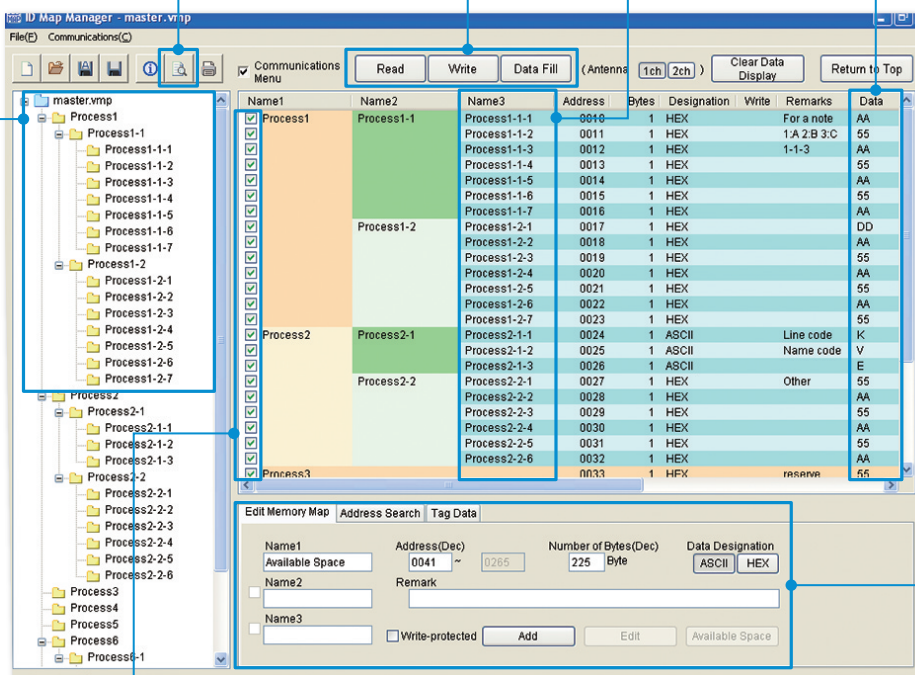 ID Map Manager - master.vmp
File(F) Communications(C)
Communications Menu Read Write Data Fill (Antenna 1ch 2ch ) Clear Data Display Return to Top
master.vmp
Process1
Process1-1
Process1-1-1
Process1-1-2
Process1-1-3
Process1-1-4
Process1-1-5
Process1-1-6
Process1-1-7
Process1-2
Process1-2-1
Process1-2-2
Process1-2-3
Process1-2-4
Process1-2-5
Process1-2-6
Process1-2-7
Process2
Process2-1
Process2-1-1
Process2-1-2
Process2-1-3
Process2-2
Process2-2-1
Process2-2-2
Process2-2-3
Process2-2-4
Process2-2-5
Process2-2-6
Process3
Process4
Process5
Process6
Process6-1
Name1 Name2 Name3 Address Bytes Designation Write Remarks Data
Process1 Process1-1 Process1-1-1 0010 1 HEX For a note AA
Process1-1-2 0011 1 HEX 1:A 2:B 3:C 55
Process1-1-3 0012 1 HEX 1-1-3 AA
Process1-1-4 0013 1 HEX 55
Process1-1-5 0014 1 HEX AA
Process1-1-6 0015 1 HEX 55
Process1-1-7 0016 1 HEX AA
Process1-2 Process1-2-1 0017 1 HEX DD
Process1-2-2 0018 1 HEX AA
Process1-2-3 0019 1 HEX 55
Process1-2-4 0020 1 HEX AA
Process1-2-5 0021 1 HEX 55
Process1-2-6 0022 1 HEX AA
Process1-2-7 0023 1 HEX 55
Process2 Process2-1 Process2-1-1 0024 1 ASCII Line code K
Process2-1-2 0025 1 ASCII Name code V
Process2-1-3 0026 1 ASCII E
Process2-2 Process2-2-1 0027 1 HEX Other 55
Process2-2-2 0028 1 HEX AA
Process2-2-3 0029 1 HEX 55
Process2-2-4 0030 1 HEX AA
Process2-2-5 0031 1 HEX 55
Process2-2-6 0032 1 HEX AA
Process3 0033 1 HEX reserve 55
Edit Memory Map Address Search Tag Data
Name1 Address(Dec) Number of Bytes(Dec) Data Designation
Available Space 0041 ~ 0265 225 Byte ASCII HEX
Name2 Remark
Name3
Write-protected Add Edit Available Space